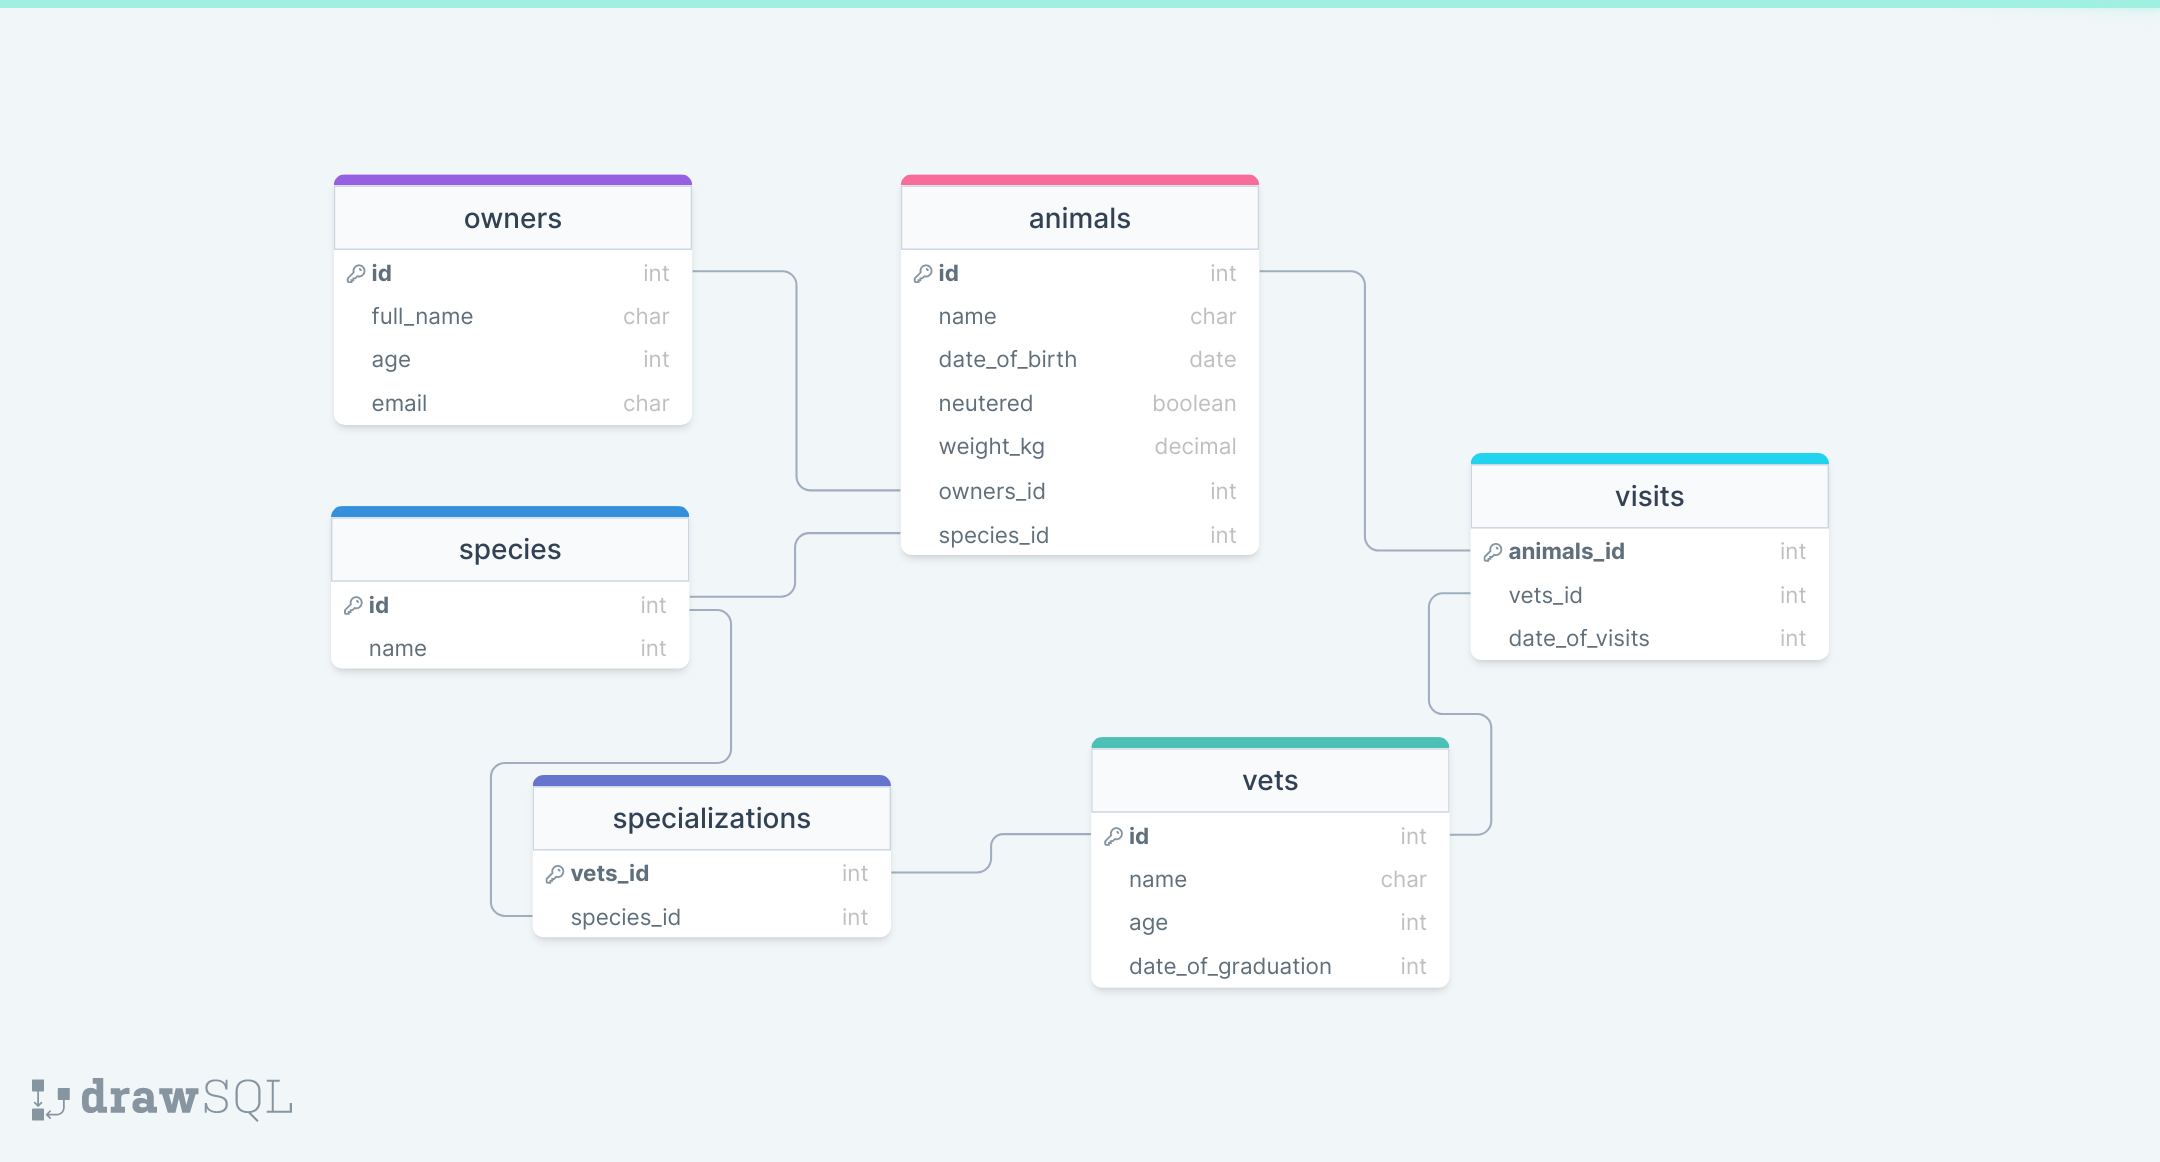 owners
id int
full_name char
age int
email char
animals
id int
name char
date_of_birth date
neutered boolean
weight_kg decimal
owners_id int
species_id int
species
id int
name int
visits
animals_id int
vets_id int
date_of_visits int
specializations
vets_id int
species_id int
vets
id int
name char
age int
date_of_graduation int
drawSQL